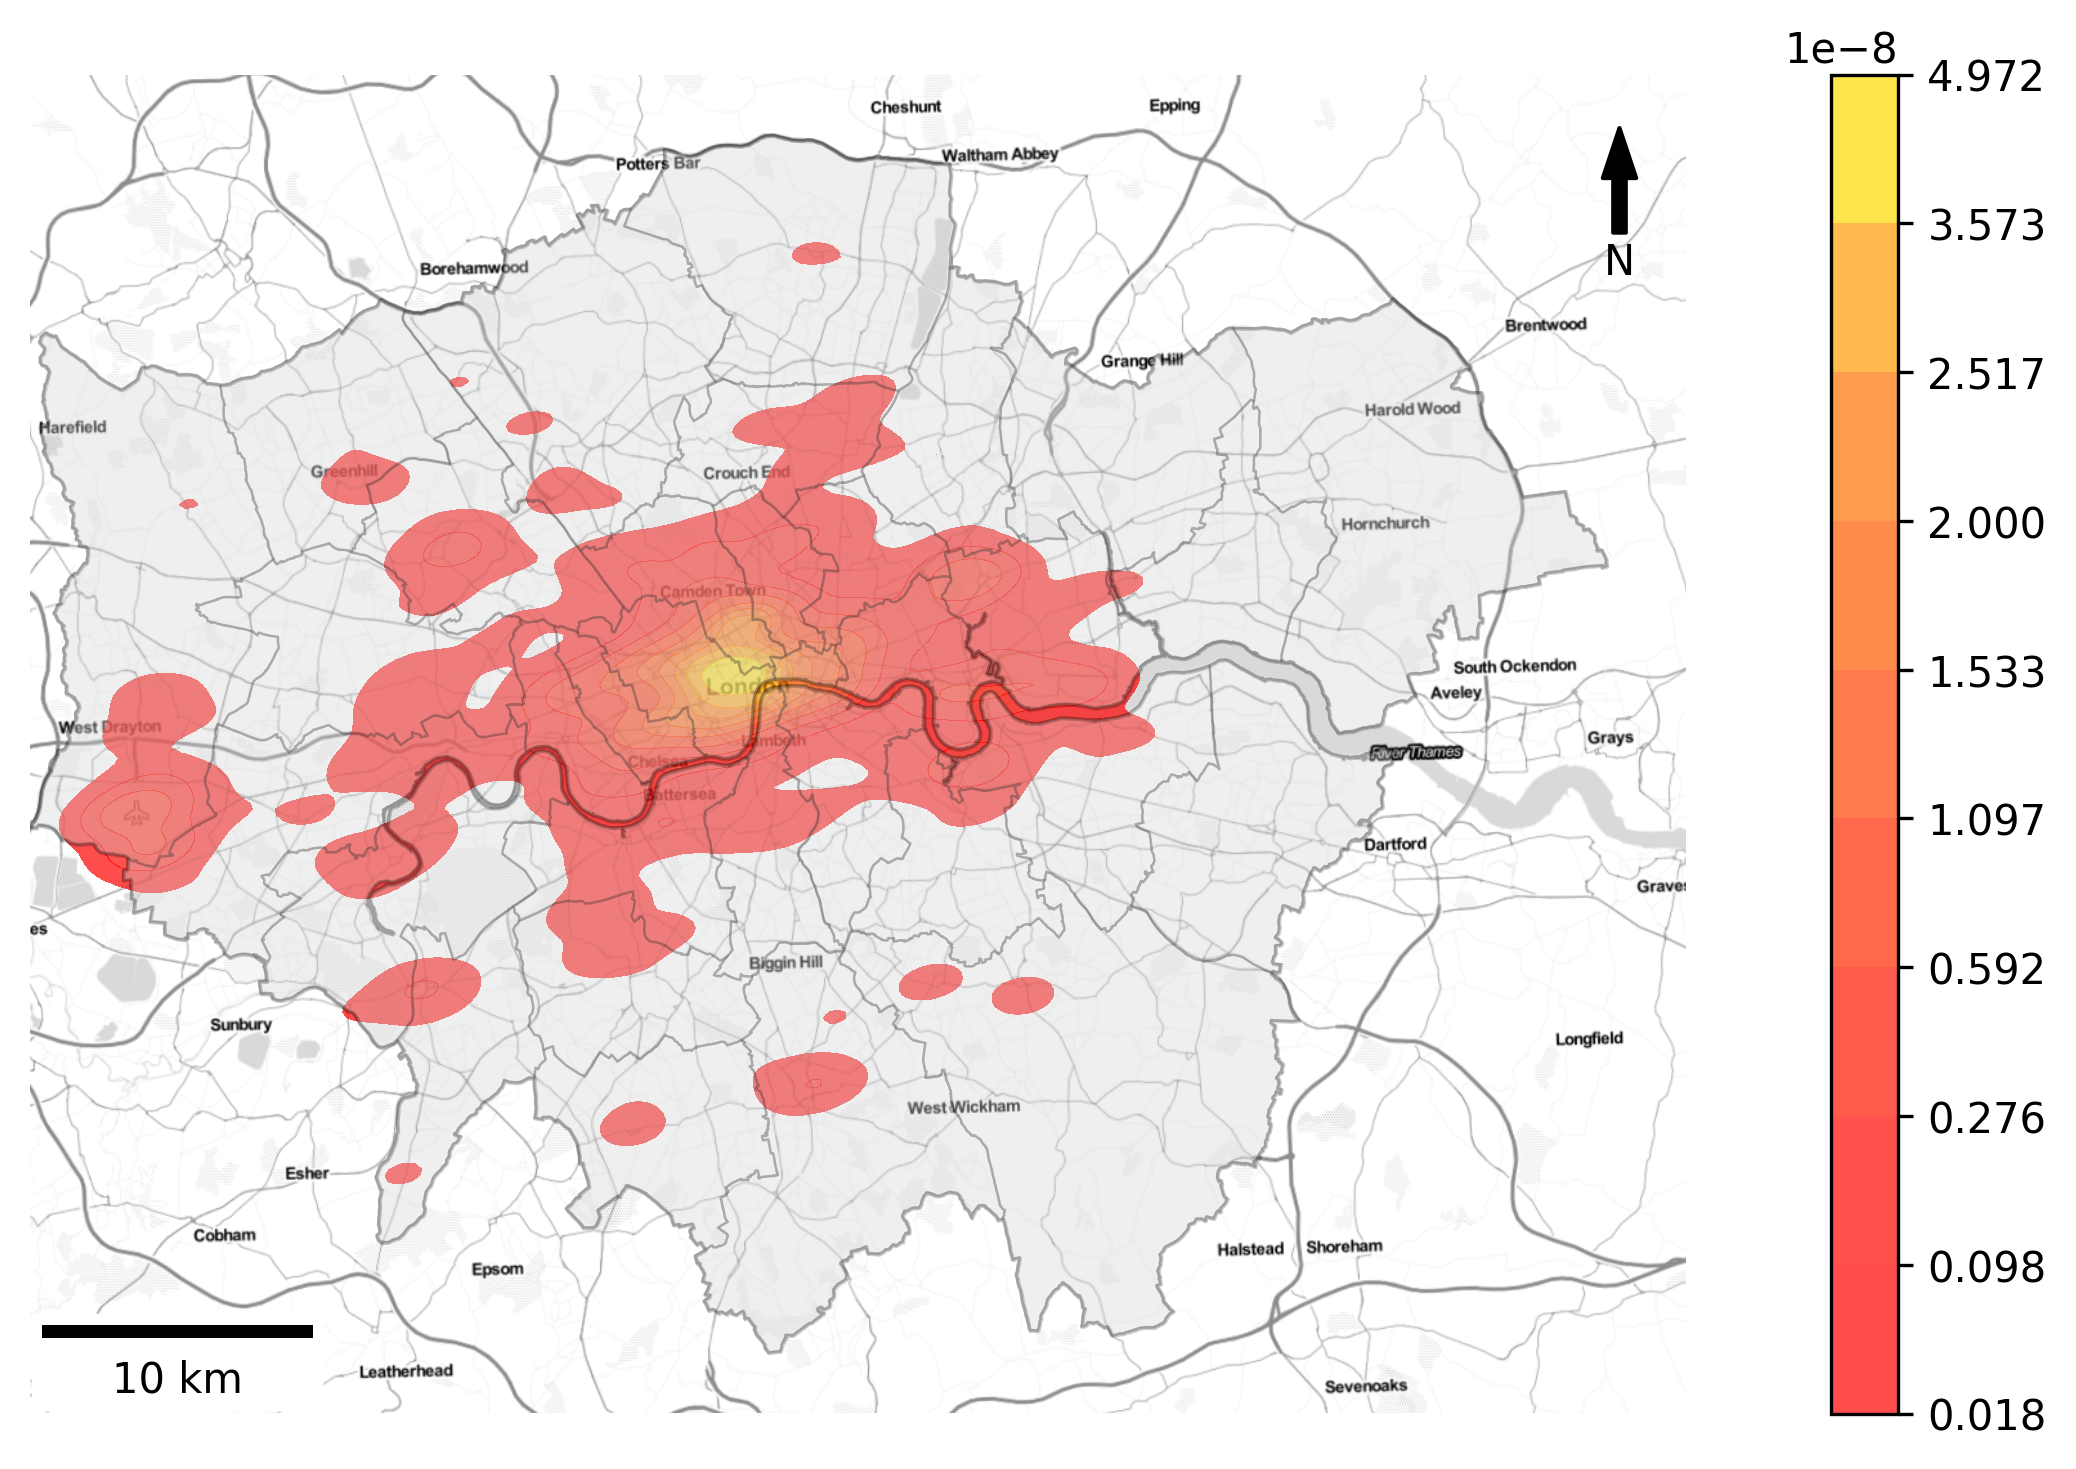 1e−8
4.972
Cheshunt
Epping
Waltham Abbey
Potters Bar
3.573
N
Borehamwood
Brentwood
Grange Hill
2.517
Harold Wood
Harefield
Greenhill
Crouch End
Hornchurch
2.000
Camden Town
South Ockendon
1.533
London
Aveley
West Drayton
Lambeth
Grays
River Thames
Chelsea
Battersea
1.097
Dartford
Graves
es
Biggin Hill
0.592
Sunbury
Longfield
West Wickham
0.276
Esher
Cobham
Halstead
Shoreham
Epsom
0.098
10 km
Leatherhead
Sevenoaks
0.018